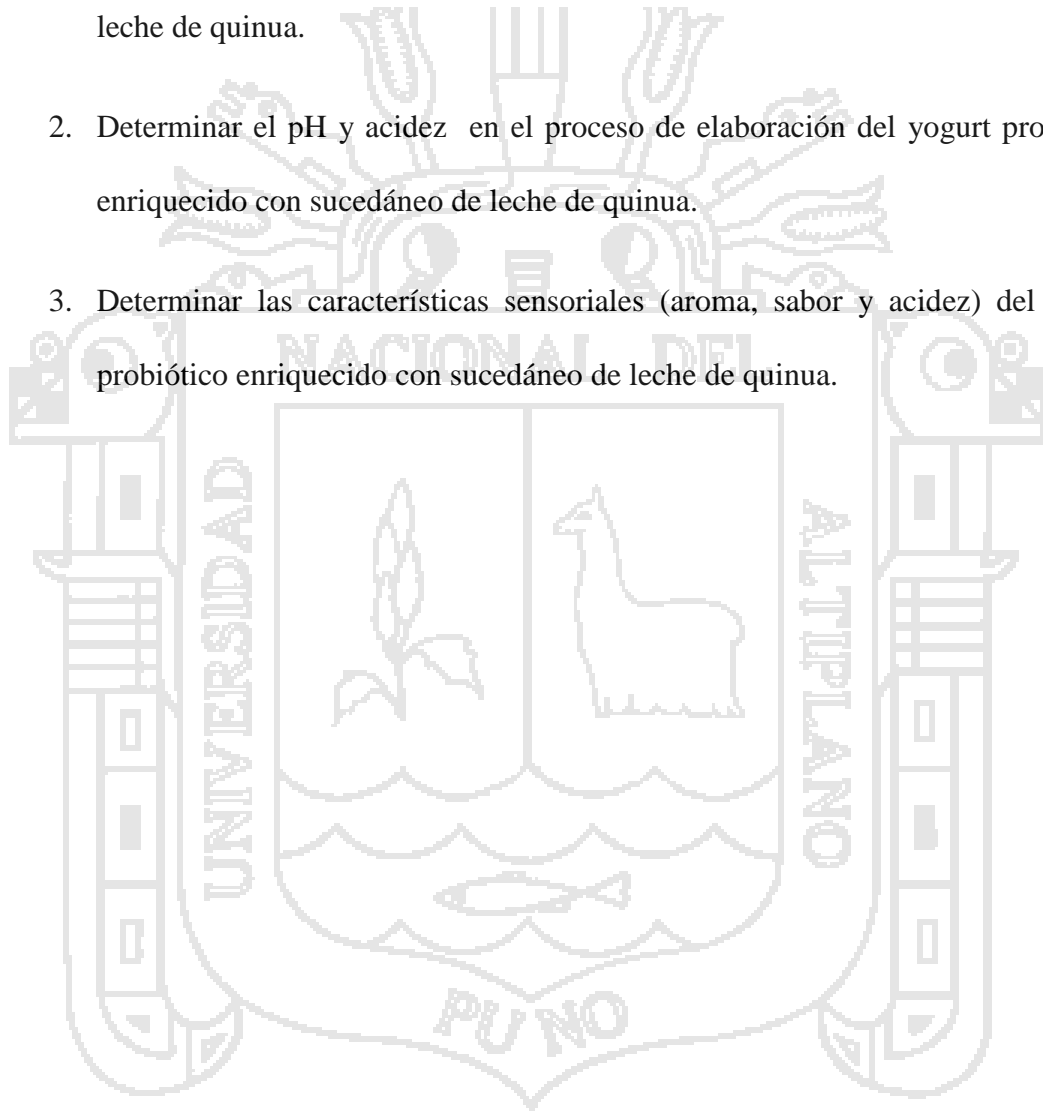 leche de quinua.
2. Determinar el pH y acidez en el proceso de elaboración del yogurt pro
enriquecido con sucedáneo de leche de quinua.
3. Determinar las características sensoriales (aroma, sabor y acidez) del
probiótico enriquecido con sucedáneo de leche de quinua.
NACIONAL DEL
UNIVERSIDAD
ALTIPLANO
PUNO